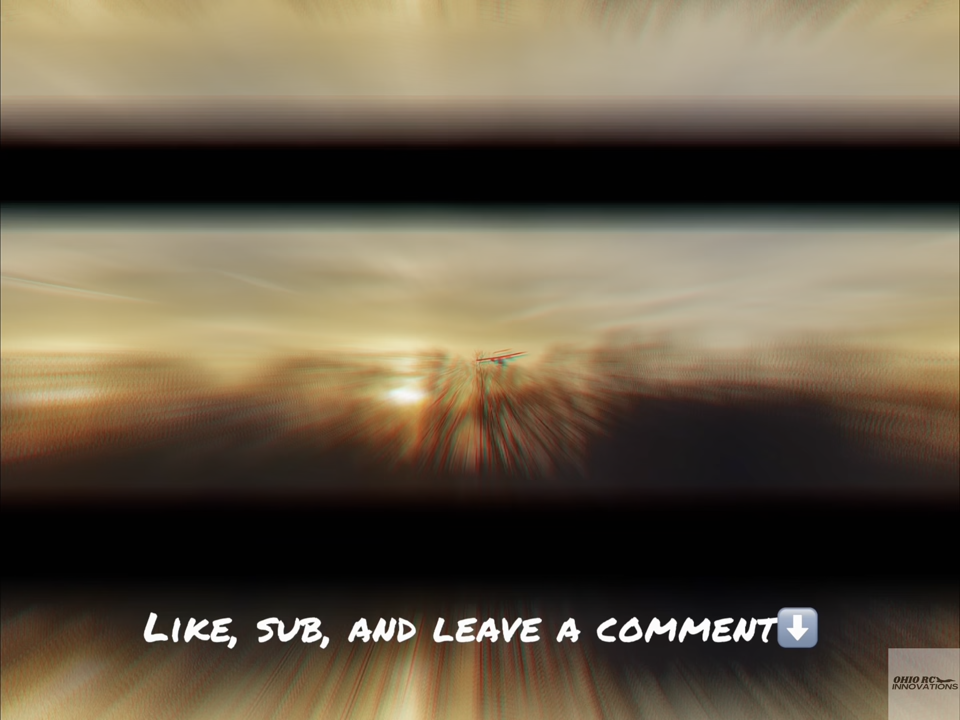 Like, sub, and leave a comment⬇️
OHIO RC
INNOVATIONS